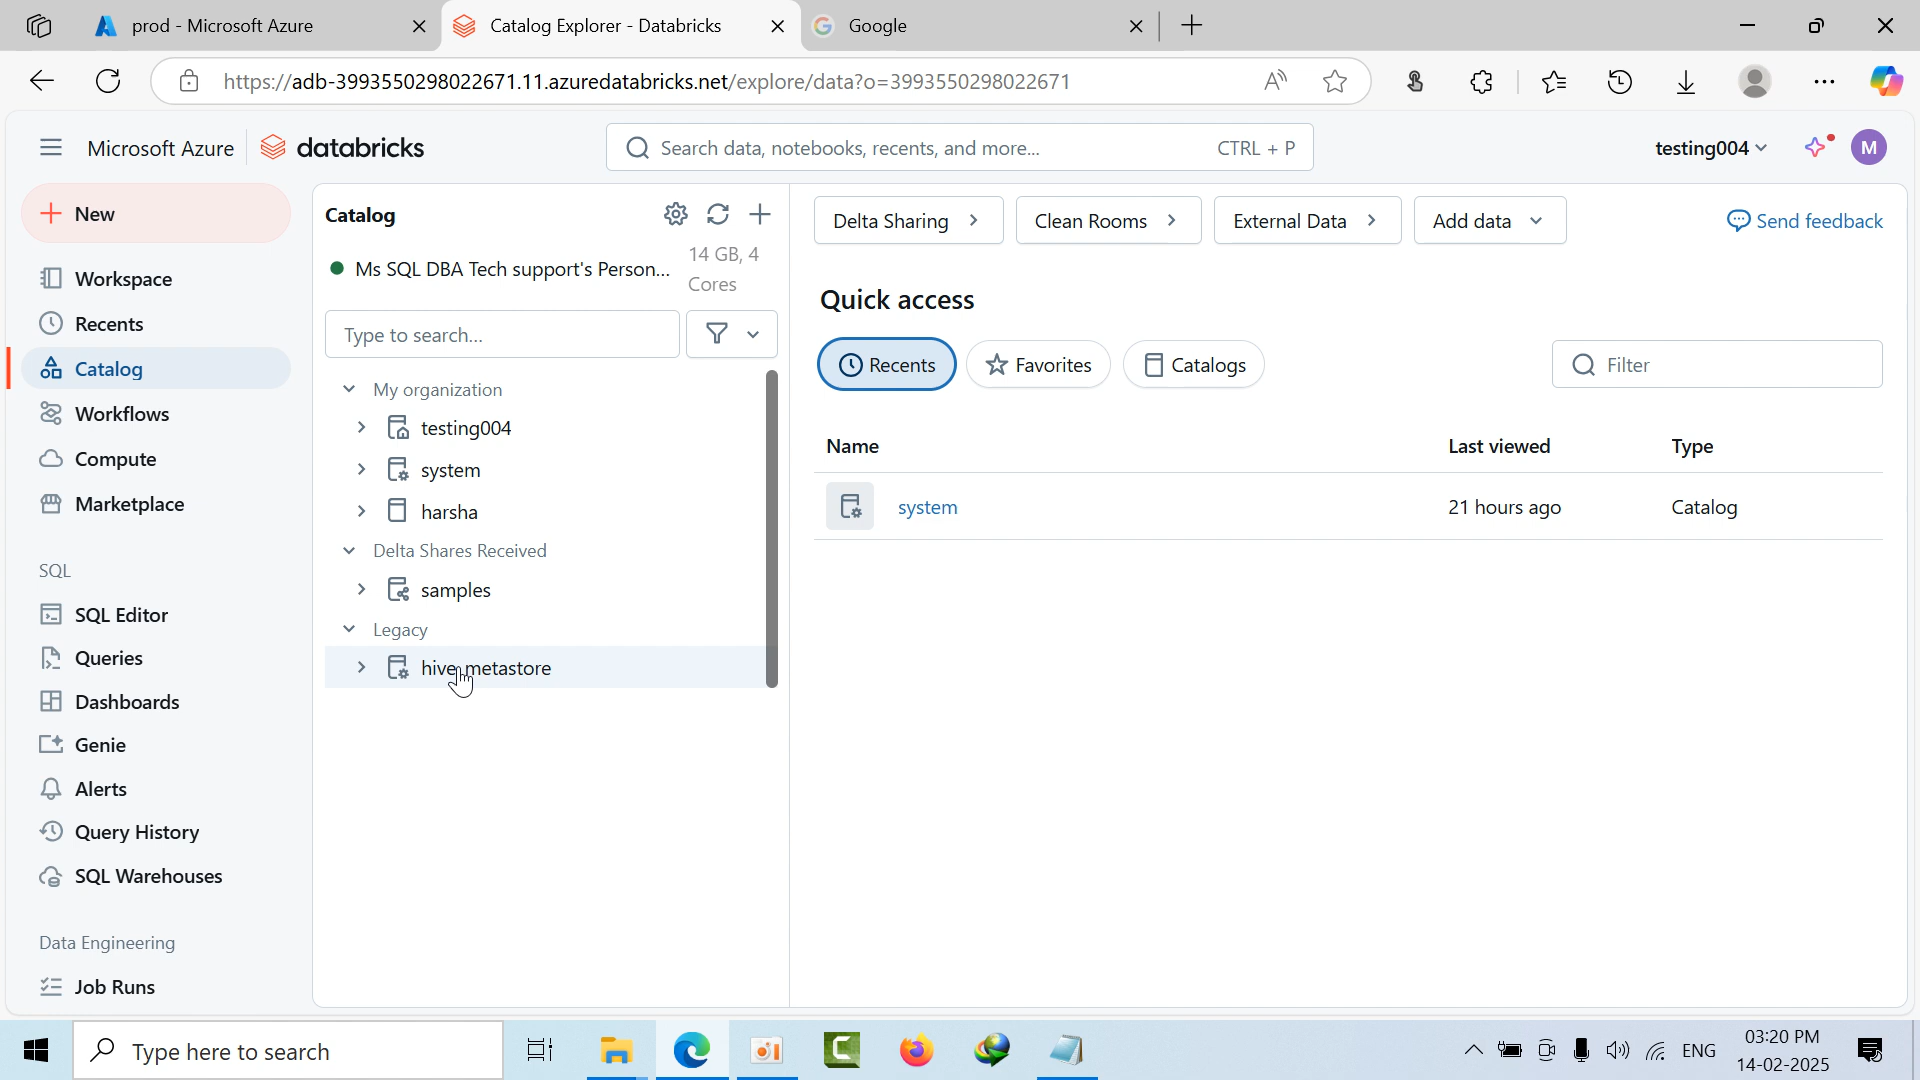 prod - Microsoft Azure
Catalog Explorer - Databricks
Google
https://adb-3993550298022671.11.azuredatabricks.net/explore/data?o=3993550298022671
Microsoft Azure
databricks
Search data, notebooks, recents, and more...
CTRL + P
testing004
M
New
Workspace
Recents
Catalog
Workflows
Compute
Marketplace
SQL
SQL Editor
Queries
Dashboards
Genie
Alerts
Query History
SQL Warehouses
Data Engineering
Job Runs
Catalog
Ms SQL DBA Tech support's Person...
14 GB, 4
Cores
Type to search...
My organization
testing004
system
harsha
Delta Shares Received
samples
Legacy
hive_metastore
Delta Sharing
Clean Rooms
External Data
Add data
Send feedback
Quick access
Recents
Favorites
Catalogs
Filter
Name
Last viewed
Type
system
21 hours ago
Catalog
Type here to search
ENG
03:20 PM
14-02-2025